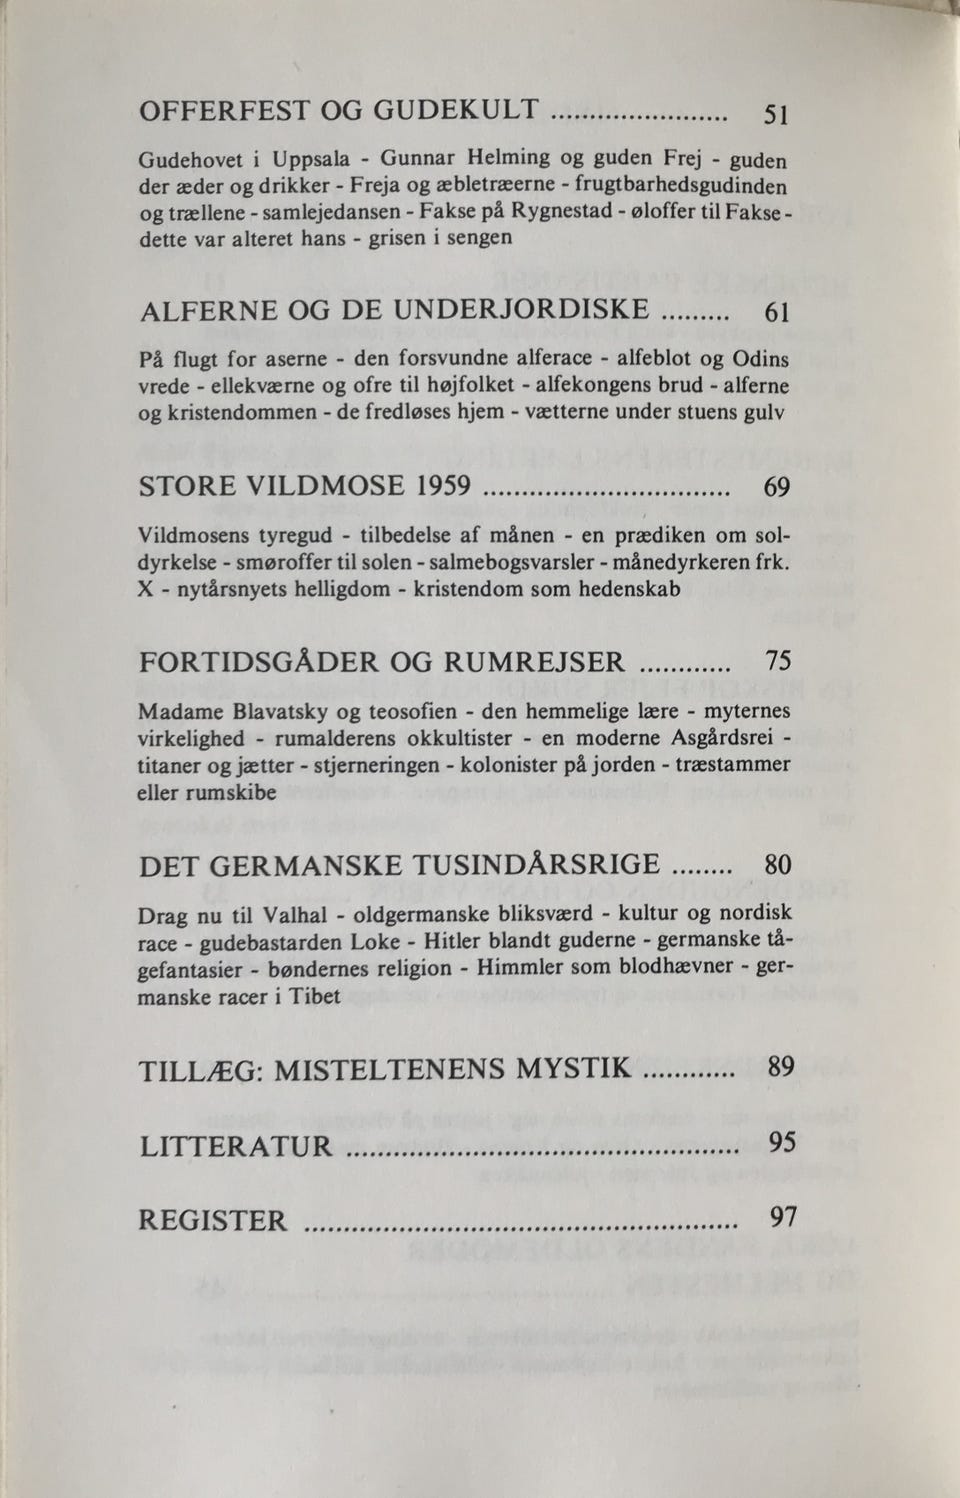 OFFERFEST OG GUDEKULT ....................... 51
Gudehovet i Uppsala - Gunnar Helming og guden Frej - guden
der æder og drikker - Freja og æbletræerne - frugtbarhedsgudinden
og trællene - samlejedansen - Fakse på Rygnestad - øloffer til Fakse -
dette var alteret hans - grisen i sengen
ALFERNE OG DE UNDERJORDISKE ......... 61
På flugt for aserne - den forsvundne alferace - alfeblot og Odins
vrede - ellekværne og ofre til højfolket - alfekongens brud - alferne
og kristendommen - de fredløses hjem - vætterne under stuens gulv
STORE VILDMOSE 1959 ................................ 69
Vildmosens tyregud - tilbedelse af månen - en prædiken om sol-
dyrkelse - smøroffer til solen - salmebogsvarsler - månedyrkeren frk.
X - nytårsnyets helligdom - kristendom som hedenskab
FORTIDSGÅDER OG RUMREJSER ............ 75
Madame Blavatsky og teosofien - den hemmelige lære - myternes
virkelighed - rumalderens okkultister - en moderne Asgårdsrei -
titaner og jætter - stjerneringen - kolonister på jorden - træstammer
eller rumskibe
DET GERMANSKE TUSINDÅRSRIGE ........ 80
Drag nu til Valhal - oldgermanske bliksværd - kultur og nordisk
race - gudebastarden Loke - Hitler blandt guderne - germanske tå-
gefantasier - bøndernes religion - Himmler som blodhævner - ger-
manske racer i Tibet
TILLÆG: MISTELTENENS MYSTIK ............ 89
LITTERATUR ................................................... 95
REGISTER ........................................................ 97